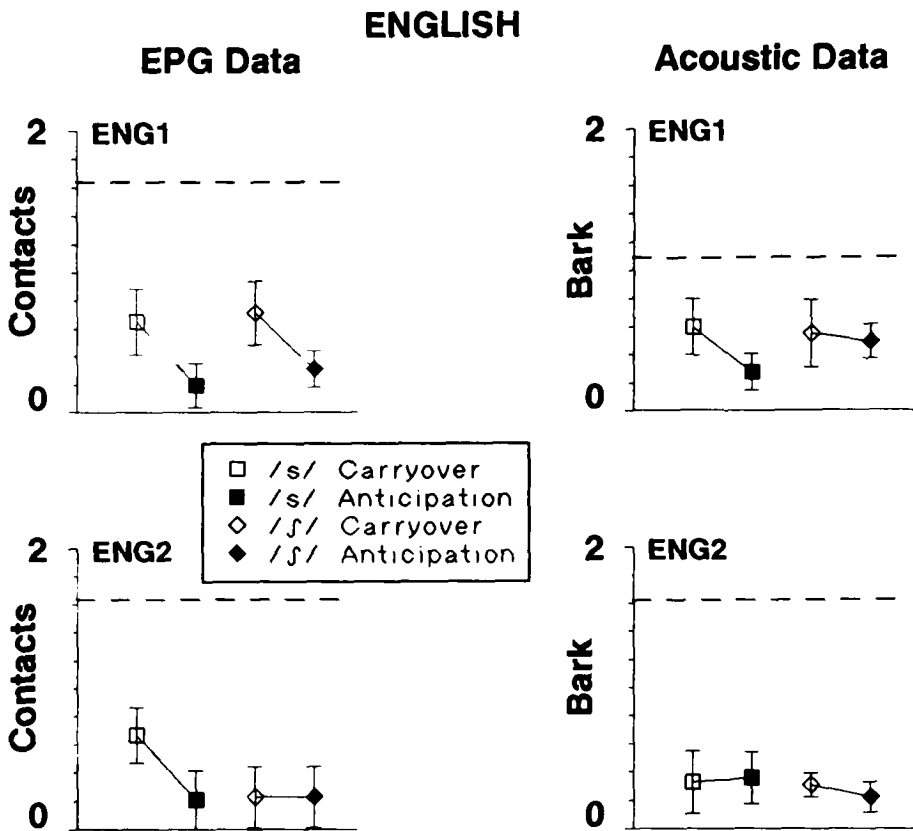 ENGLISH
EPG Data
Acoustic Data
2
ENG1
Contacts
0
2
ENG1
Bark
0
/s/ Carryover
/s/ Anticipation
/ʃ/ Carryover
/ʃ/ Anticipation
2
ENG2
Contacts
0
2
ENG2
Bark
0